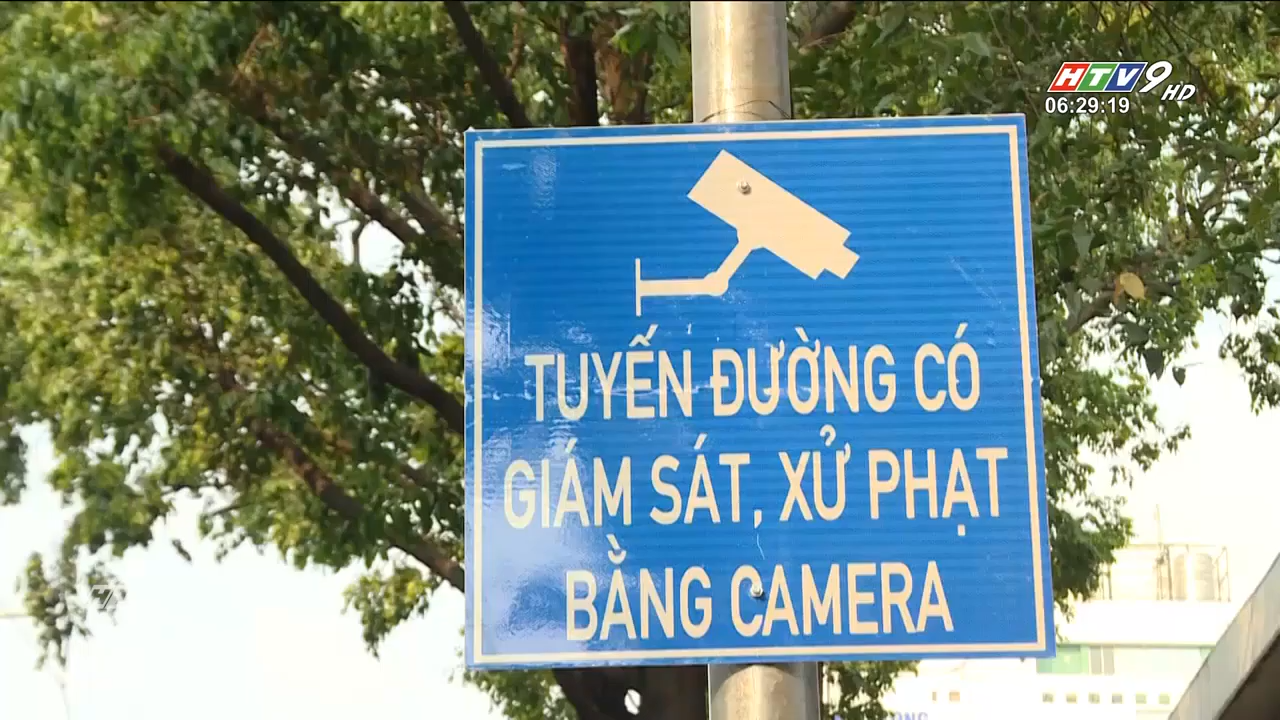 HTV9 HD
06:29:19
TUYẾN ĐƯỜNG CÓ
GIÁM SÁT, XỬ PHẠT
BẰNG CAMERA